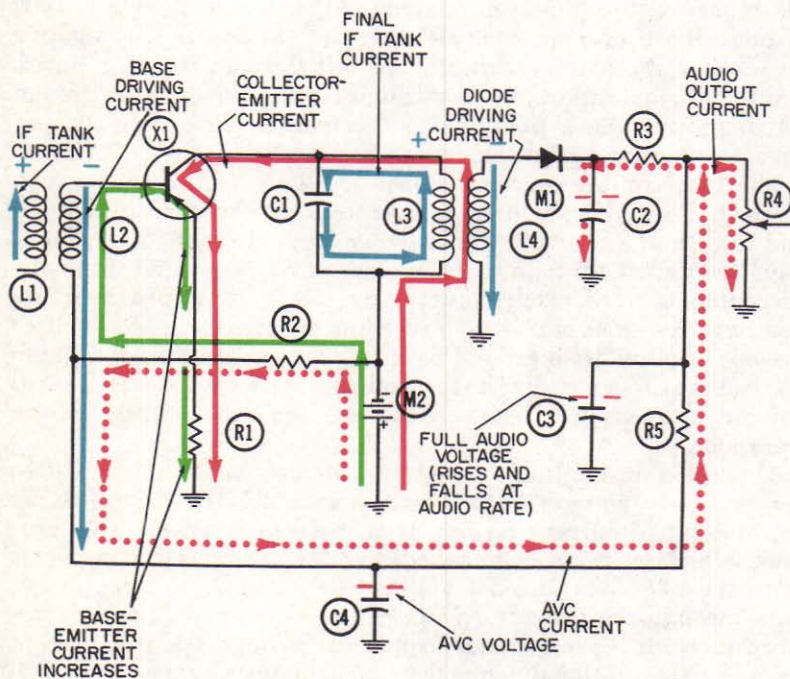 FINAL
IF TANK
CURRENT
BASE
DRIVING
CURRENT
COLLECTOR-
EMITTER
CURRENT
DIODE
DRIVING
CURRENT
AUDIO
OUTPUT
CURRENT
IF TANK
CURRENT
X1
R3
+
-
+
-
M1
C2
R4
C1
L3
L4
L2
L1
R2
M2
+
R1
C3
R5
FULL AUDIO
VOLTAGE
(RISES AND
FALLS AT
AUDIO RATE)
BASE-
EMITTER
CURRENT
INCREASES
C4
AVC VOLTAGE
AVC
CURRENT